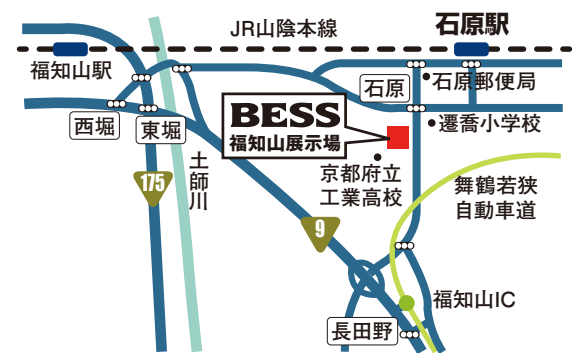 JR山陰本線
石原駅
福知山駅
石原
石原郵便局
西堀
東堀
BESS
福知山展示場
遷喬小学校
土師川
175
京都府立
工業高校
舞鶴若狭
自動車道
9
福知山IC
長田野